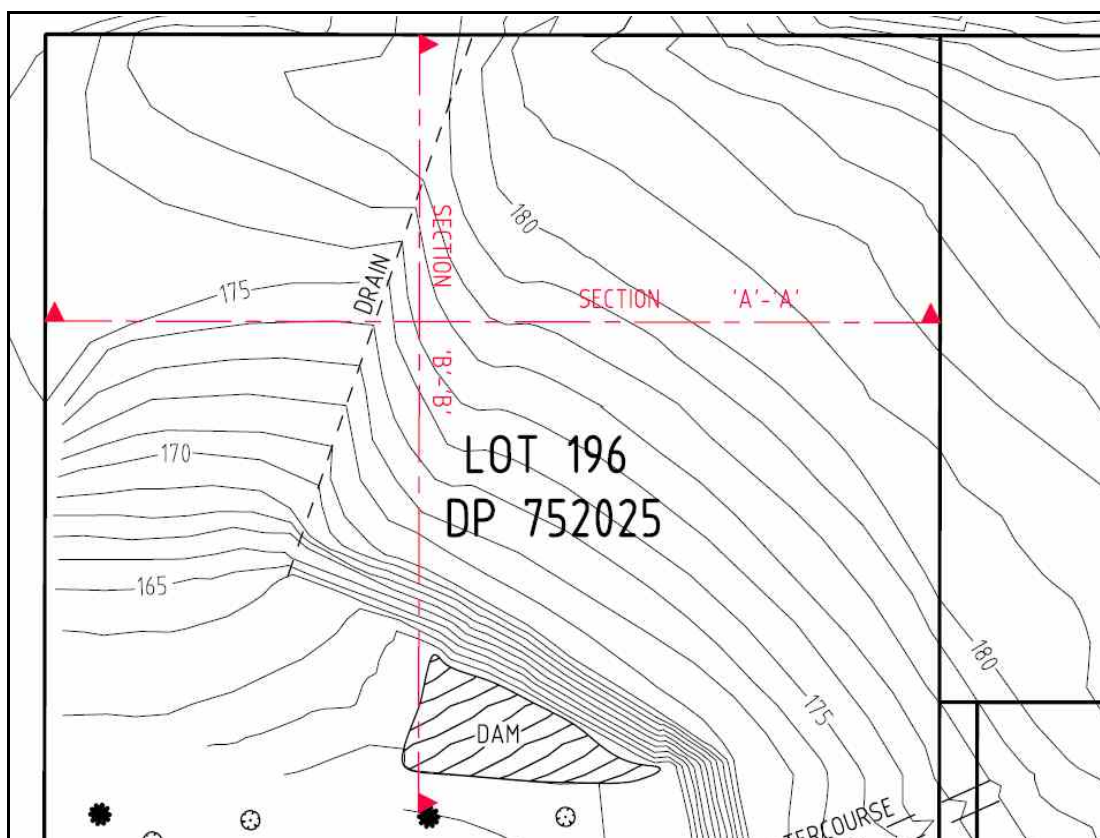 180
SECTION
DRAIN
175
SECTION 'A'-'A'
'B'-'B'
LOT 196
170
DP 752025
165
180
175
DAM